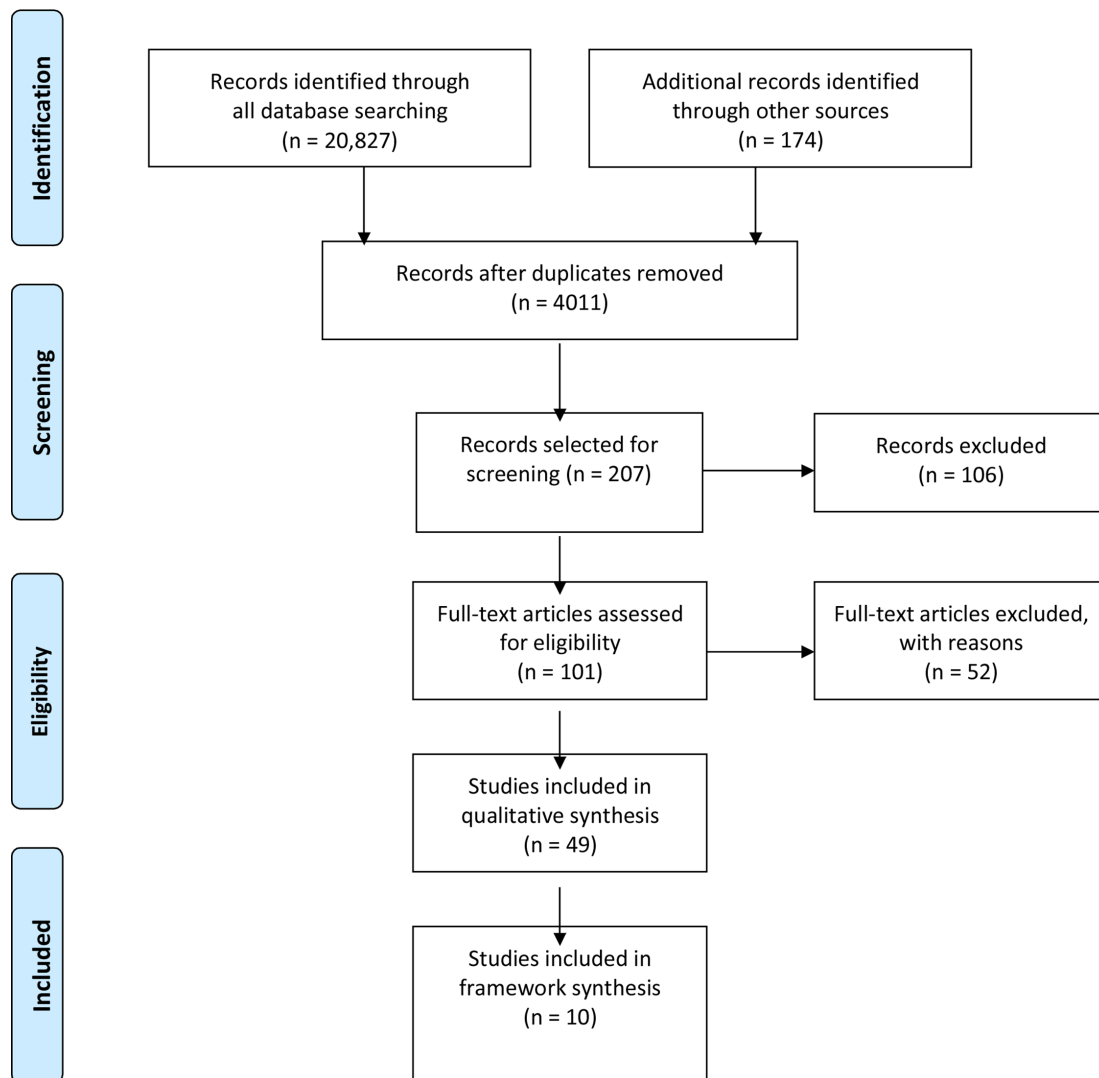 Identification
Records identified through
all database searching
(n = 20,827)
Additional records identified
through other sources
(n = 174)
Records after duplicates removed
(n = 4011)
Screening
Records selected for
screening (n = 207)
Records excluded
(n = 106)
Eligibility
Full-text articles assessed
for eligibility
(n = 101)
Full-text articles excluded,
with reasons
(n = 52)
Studies included in
qualitative synthesis
(n = 49)
Included
Studies included in
framework synthesis
(n = 10)